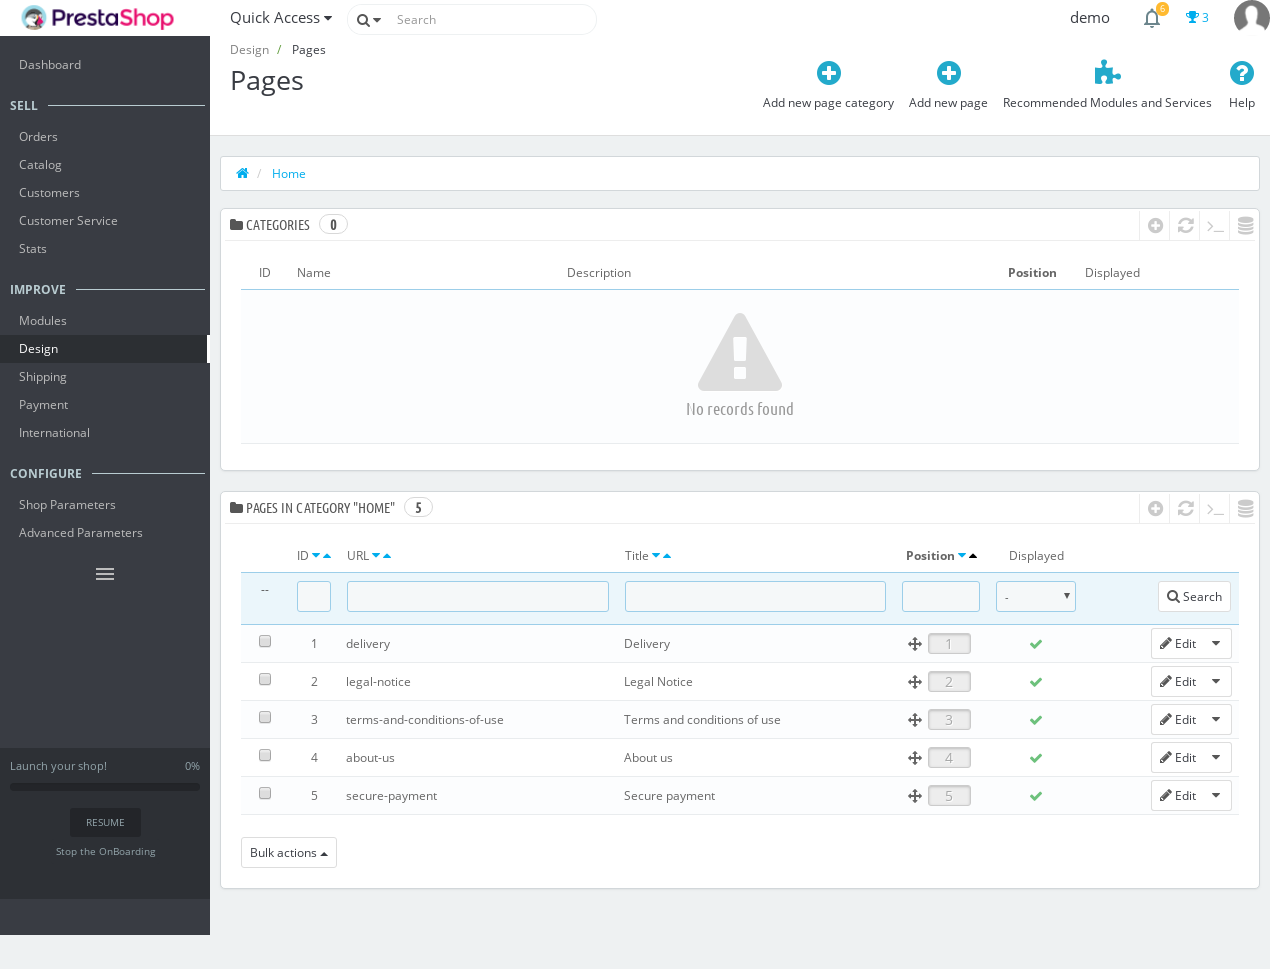 PrestaShop
Quick Access
Search
demo
6
3
Dashboard
SELL
Orders
Catalog
Customers
Customer Service
Stats
IMPROVE
Modules
Design
Shipping
Payment
International
CONFIGURE
Shop Parameters
Advanced Parameters
Launch your shop! 0%
RESUME
Stop the OnBoarding
Design / Pages
Pages
Add new page category
Add new page
Recommended Modules and Services
Help
/ Home
CATEGORIES 0
ID Name Description Position Displayed
No records found
PAGES IN CATEGORY "HOME" 5
ID URL Title Position Displayed
-- - Search
1 delivery Delivery 1 Edit
2 legal-notice Legal Notice 2 Edit
3 terms-and-conditions-of-use Terms and conditions of use 3 Edit
4 about-us About us 4 Edit
5 secure-payment Secure payment 5 Edit
Bulk actions